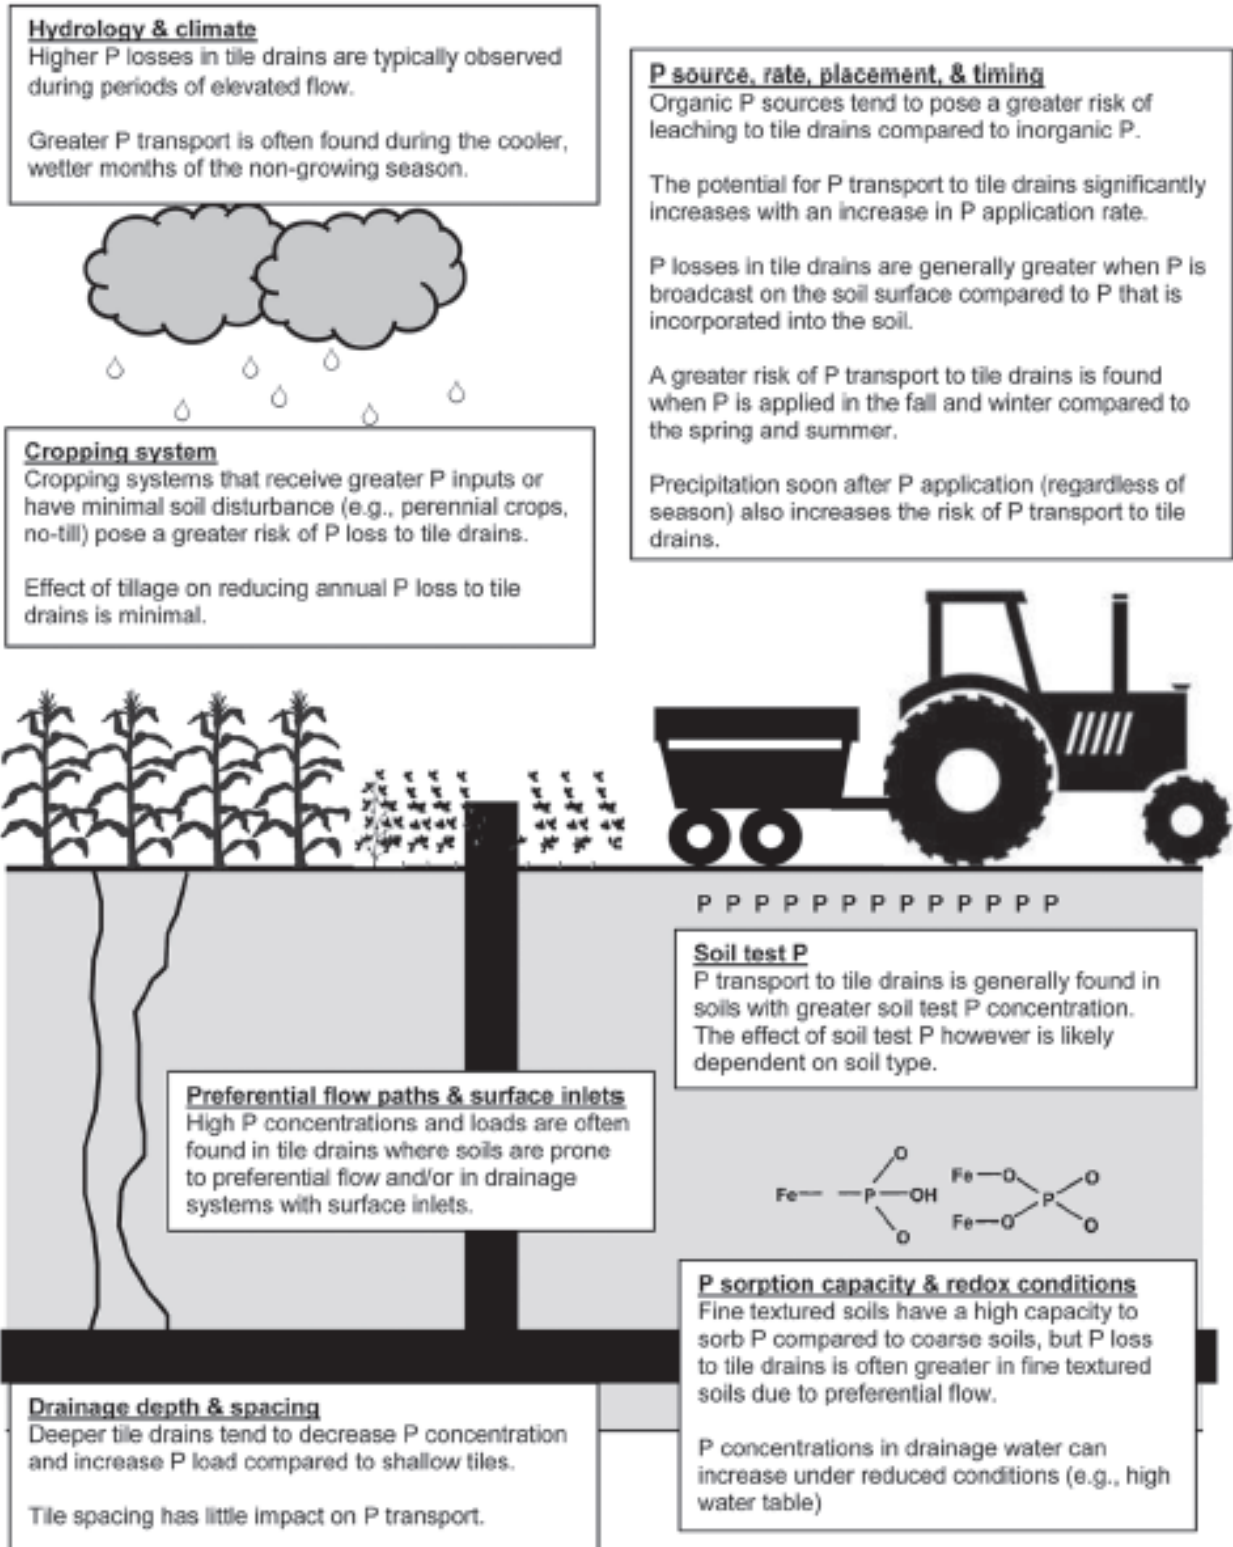 Hydrology & climate
Higher P losses in tile drains are typically observed
during periods of elevated flow.
Greater P transport is often found during the cooler,
wetter months of the non-growing season.
P source, rate, placement, & timing
Organic P sources tend to pose a greater risk of
leaching to tile drains compared to inorganic P.
The potential for P transport to tile drains significantly
increases with an increase in P application rate.
P losses in tile drains are generally greater when P is
broadcast on the soil surface compared to P that is
incorporated into the soil.
A greater risk of P transport to tile drains is found
when P is applied in the fall and winter compared to
the spring and summer.
Precipitation soon after P application (regardless of
season) also increases the risk of P transport to tile
drains.
Cropping system
Cropping systems that receive greater P inputs or
have minimal soil disturbance (e.g., perennial crops,
no-till) pose a greater risk of P loss to tile drains.
Effect of tillage on reducing annual P loss to tile
drains is minimal.
P P P P P P P P P P P P P
Soil test P
P transport to tile drains is generally found in
soils with greater soil test P concentration.
The effect of soil test P however is likely
dependent on soil type.
Preferential flow paths & surface inlets
High P concentrations and loads are often
found in tile drains where soils are prone
to preferential flow and/or in drainage
systems with surface inlets.
O
Fe P OH
O
Fe O O
P
Fe O O
P sorption capacity & redox conditions
Fine textured soils have a high capacity to
sorb P compared to coarse soils, but P loss
to tile drains is often greater in fine textured
soils due to preferential flow.
P concentrations in drainage water can
increase under reduced conditions (e.g., high
water table)
Drainage depth & spacing
Deeper tile drains tend to decrease P concentration
and increase P load compared to shallow tiles.
Tile spacing has little impact on P transport.